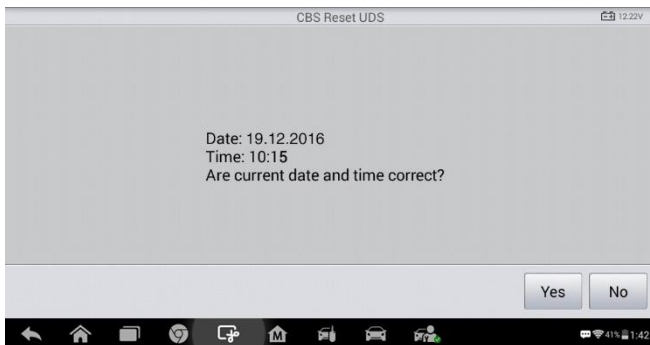 CBS Reset UDS
12.22V
Date: 19.12.2016
Time: 10:15
Are current date and time correct?
Yes
No
M
41%
1:42